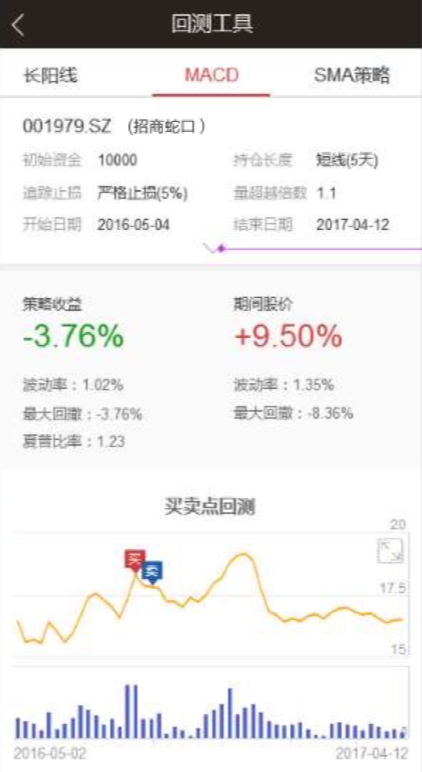 回测工具
长阳线 MACD SMA策略
001979.SZ （招商蛇口）
初始资金 10000 持仓长度 短线(5天)
追踪止损 严格止损(5%) 量超越倍数 1.1
开始日期 2016-05-04 结束日期 2017-04-12
策略收益 期间股价
-3.76% +9.50%
波动率：1.02% 波动率：1.35%
最大回撤：-3.76% 最大回撤：-8.36%
夏普比率：1.23
买卖点回测
20
买
卖
17.5
15
2016-05-02 2017-04-12